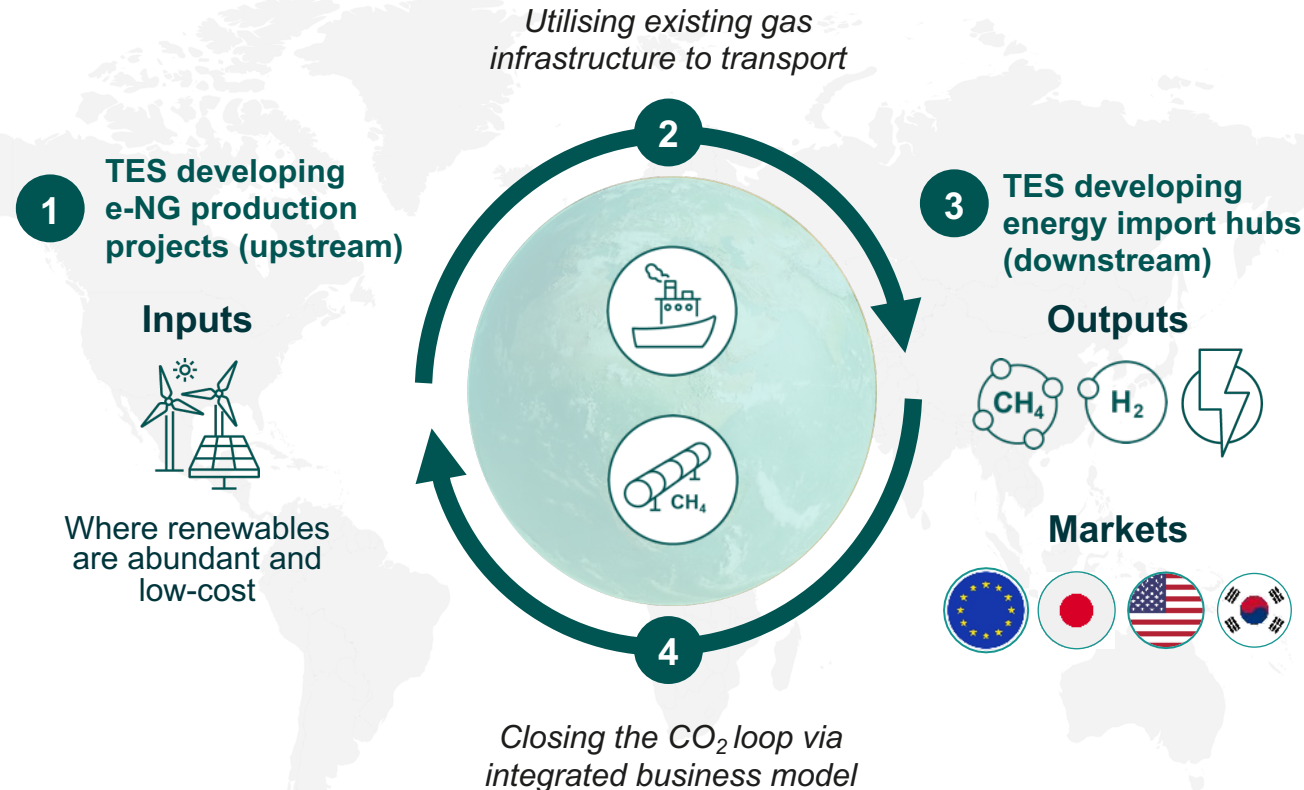 Utilising existing gas
infrastructure to transport
2
1
TES developing
e-NG production
projects (upstream)
Inputs
Where renewables
are abundant and
low-cost
CH₄
3
TES developing
energy import hubs
(downstream)
Outputs
CH₄
H₂
Markets
4
Closing the CO₂ loop via
integrated business model